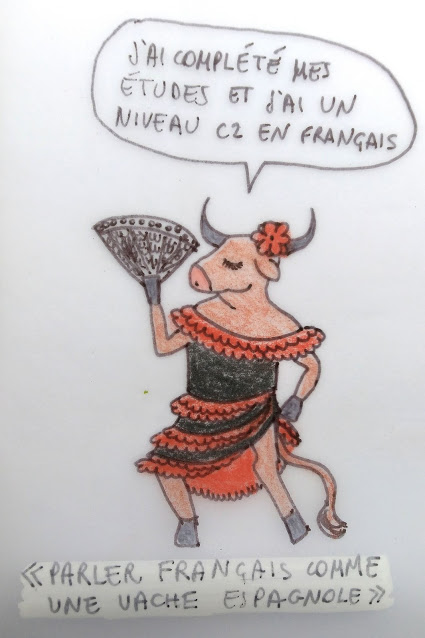 J'AI COMPLÉTÉ MES
ÉTUDES ET J'AI UN
NIVEAU C2 EN FRANÇAIS
«PARLER FRANÇAIS COMME
UNE VACHE ESPAGNOLE»